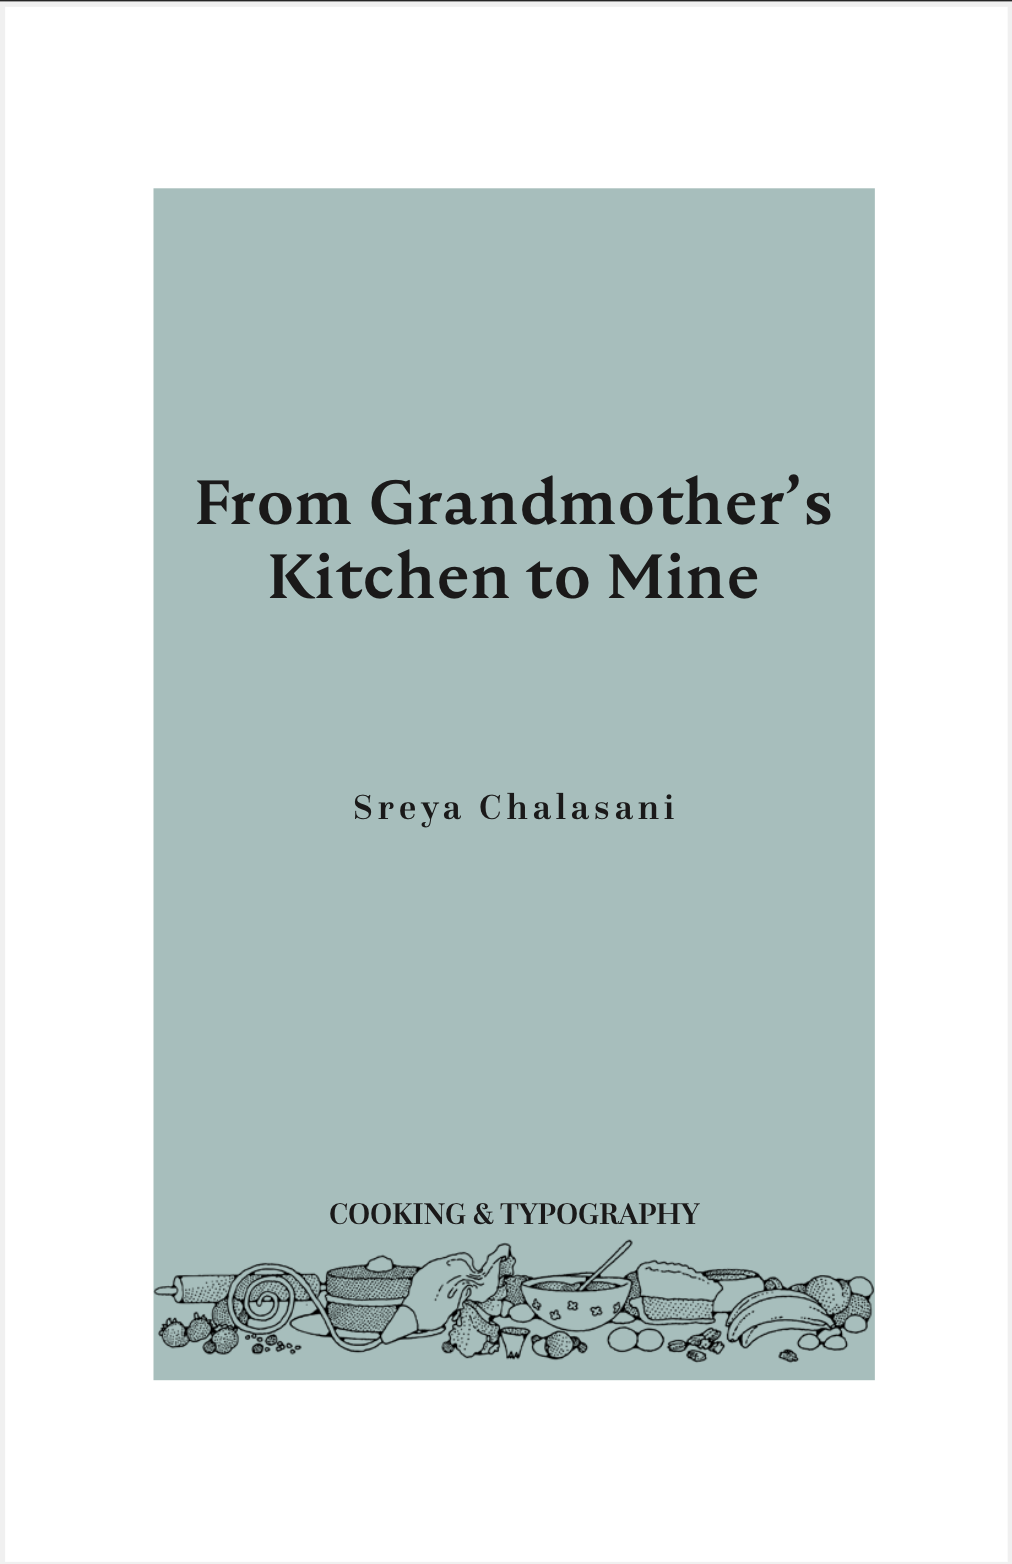 From Grandmother’s
Kitchen to Mine
Sreya Chalasani
COOKING & TYPOGRAPHY